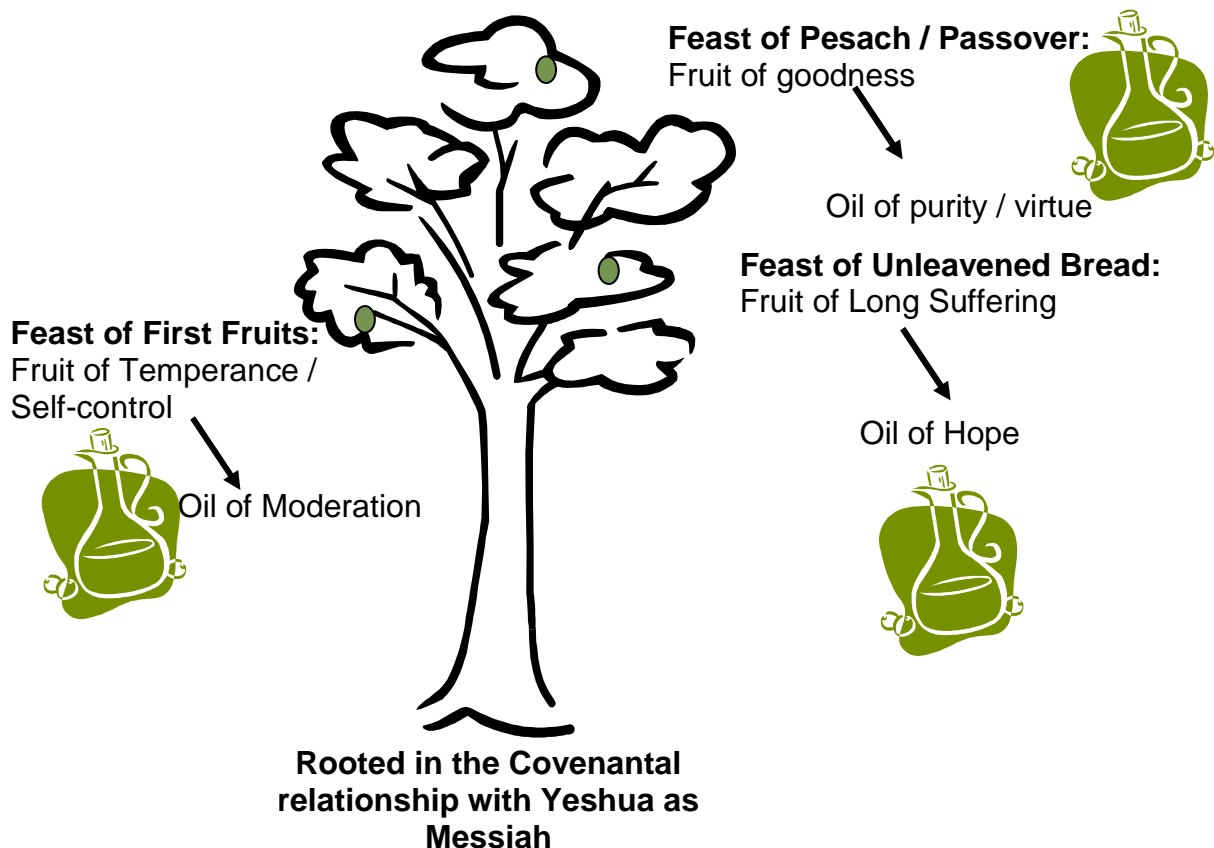 Feast of Pesach / Passover:
Fruit of goodness
Oil of purity / virtue
Feast of Unleavened Bread:
Fruit of Long Suffering
Oil of Hope
Feast of First Fruits:
Fruit of Temperance /
Self-control
Oil of Moderation
Rooted in the Covenantal
relationship with Yeshua as
Messiah